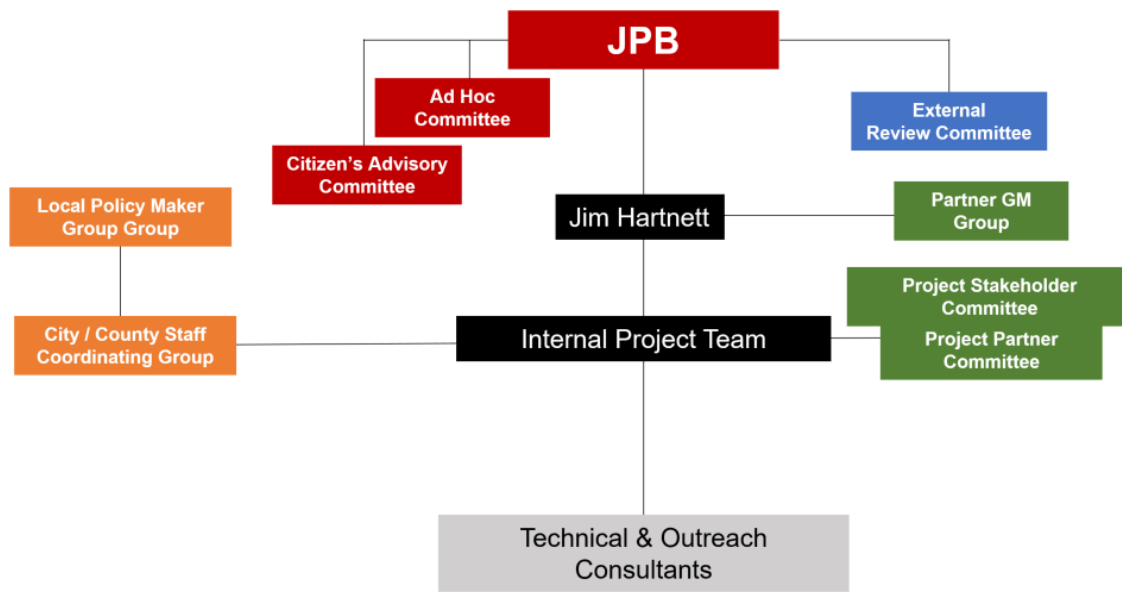 JPB
Ad Hoc
Committee
External
Review Committee
Citizen's Advisory
Committee
Local Policy Maker
Group Group
Jim Hartnett
Partner GM
Group
Project Stakeholder
Committee
City / County Staff
Coordinating Group
Internal Project Team
Project Partner
Committee
Technical & Outreach
Consultants